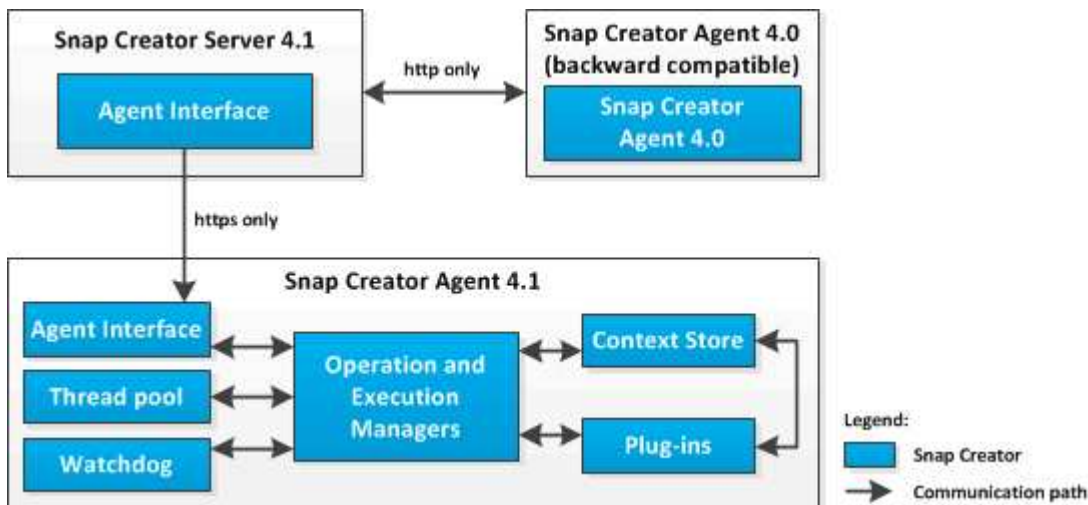 Snap Creator Server 4.1
Agent Interface
http only
Snap Creator Agent 4.0
(backward compatible)
Snap Creator
Agent 4.0
https only
Snap Creator Agent 4.1
Agent Interface
Thread pool
Watchdog
Operation and
Execution
Managers
Context Store
Plug-ins
Legend:
Snap Creator
Communication path